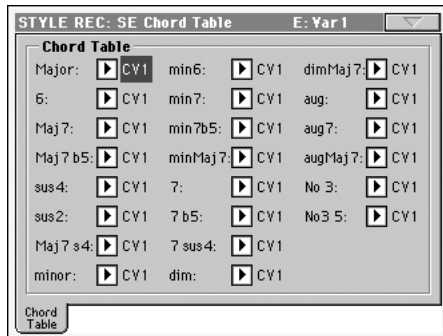 STYLE REC: SE Chord Table E: Var1
Chord Table
Major: CV1 min6: CV1 dimMaj7: CV1
6: CV1 min7: CV1 aug: CV1
Maj7: CV1 min7b5: CV1 aug7: CV1
Maj7b5: CV1 minMaj7: CV1 augMaj7: CV1
sus4: CV1 7: CV1 No 3: CV1
sus2: CV1 7b5: CV1 No3 5: CV1
Maj7 s4: CV1 7 sus4: CV1
minor: CV1 dim: CV1
Chord
Table